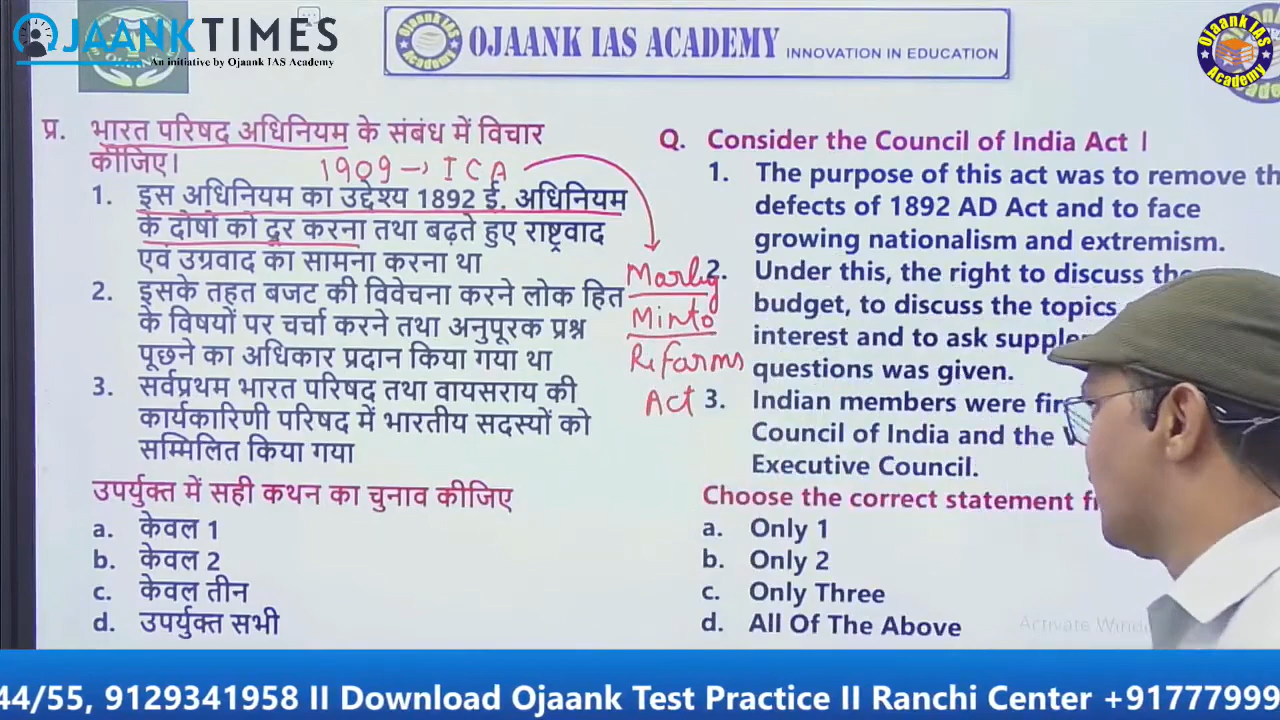 OJAANKTIMES
An initiative by Ojaank IAS Academy
OJAANK IAS ACADEMY INNOVATION IN EDUCATION
Ojaank IAS
Academy
प्र. भारत परिषद अधिनियम के संबंध में विचार
कीजिए।
1909 → ICA
1. इस अधिनियम का उद्देश्य 1892 ई. अधिनियम
के दोषों को दूर करना तथा बढ़ते हुए राष्ट्रवाद
एवं उग्रवाद का सामना करना था
2. इसके तहत बजट की विवेचना करने लोक हित
के विषयों पर चर्चा करने तथा अनुपूरक प्रश्न
पूछने का अधिकार प्रदान किया गया था
3. सर्वप्रथम भारत परिषद तथा वायसराय की
कार्यकारिणी परिषद में भारतीय सदस्यों को
सम्मिलित किया गया
उपर्युक्त में सही कथन का चुनाव कीजिए
a. केवल 1
b. केवल 2
c. केवल तीन
d. उपर्युक्त सभी
Minto
Act
Q. Consider the Council of India Act ।
1. The purpose of this act was to remove th
defects of 1892 AD Act and to face
growing nationalism and extremism.
2. Under this, the right to discuss the
budget, to discuss the topics
interest and to ask
questions was given.
3. Indian members were
Council of India and the
Executive Council.
Choose the correct statement
a. Only 1
b. Only 2
c. Only Three
d. All Of The Above
44/55, 9129341958 II Download Ojaank Test Practice II Ranchi Center +91777999